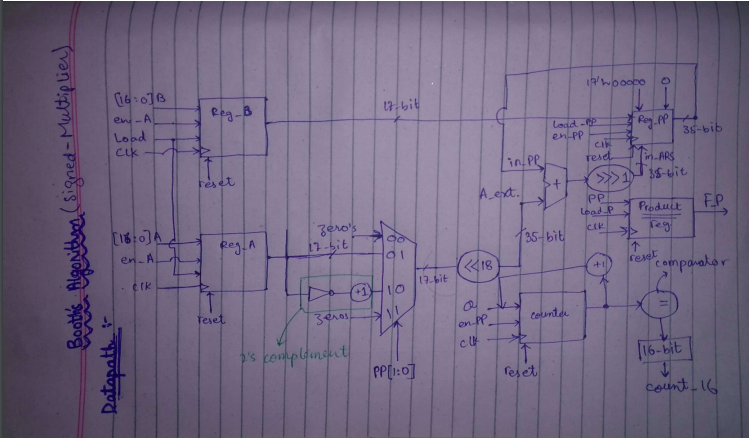 Booth's Algorithm (Signed-Multiplier)
Datapath :-
[16:0]B
en_A
Load
Clk
Reg_B
reset
17-bit
17'h00000
0
Load_PP
en_PP
clk
reset
Reg_PP
35-bit
in_ARS
35-bit
in_PP
+
>>>1
A_ext.
[16:0]A
en_A
clk
Reg_A
reset
Zero's
17-bit
00
01
10
11
+1
Zeros
2's complement
PP[1:0]
17-bit
<<18
35-bit
PP
Load_P
clk
Product
reg
F_P
reset
+1
comparator
en-PP
clk
counter
reset
=
16-bit
count_16